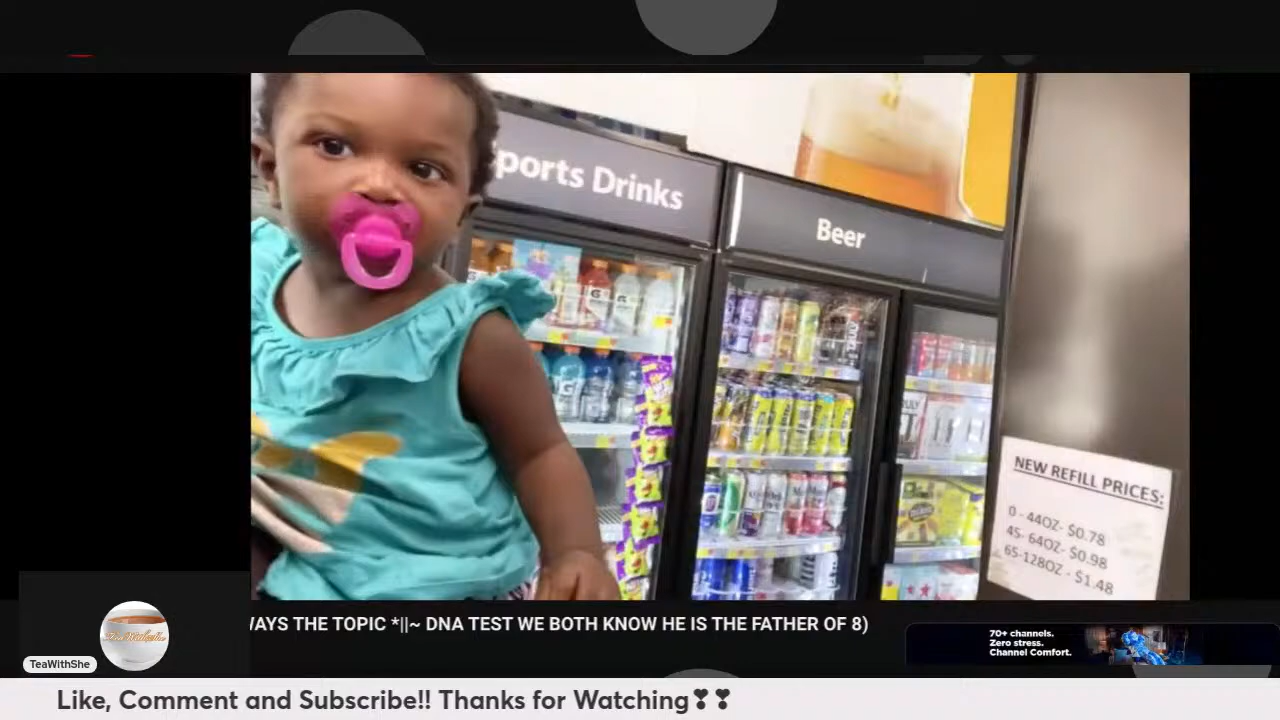 ports Drinks
Beer
NEW REFILL PRICES:
0 - 44OZ- $0.78
45- 64OZ- $0.98
65-128OZ - $1.48
WAYS THE TOPIC *||~ DNA TEST WE BOTH KNOW HE IS THE FATHER OF 8)
TeaWithShe
70+ channels.
Zero stress.
Channel Comfort.
Like, Comment and Subscribe!! Thanks for Watching❣❣